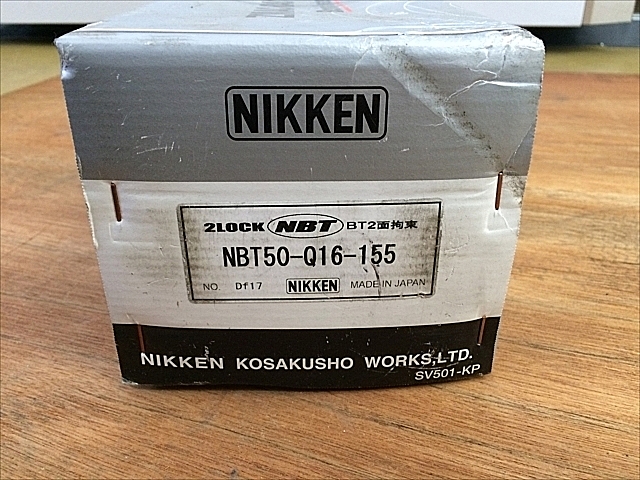 NIKKEN
2LOCK NBT BT2面拘束
NBT50-Q16-155
NO. Df17 NIKKEN MADE IN JAPAN
NIKKEN KOSAKUSHO WORKS,LTD.
SV501-KP